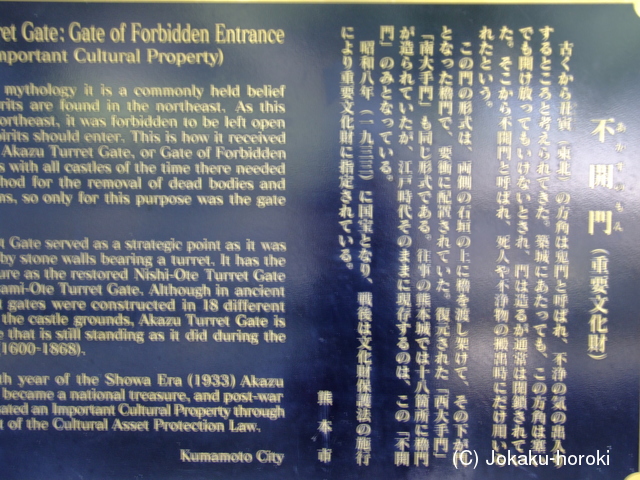 ret Gate: Gate of Forbidden Entrance
mportant Cultural Property)
mythology it is a commonly held belief
irits are found in the northeast. As this
ortheast, it was forbidden to be left open
pirits should enter. This is how it received
Akazu Turret Gate, or Gate of Forbidden
s with all castles of the time there needed
thod for the removal of dead bodies and
ns, so only for this purpose was the gate
et Gate served as a strategic point as it was
by stone walls bearing a turret. It has the
ure as the restored Nishi-Ote Turret Gate
ami-Ote Turret Gate. Although in ancient
t gates were constructed in 18 different
the castle grounds, Akazu Turret Gate is
e that is still standing as it did during the
(1600-1868).
th year of the Showa Era (1933) Akazu
became a national treasure, and post-war
ated an Important Cultural Property through
t of the Cultural Asset Protection Law.
Kumamoto City
不開門(重要文化財)
あかずのもん
古くから丑寅(東北)の方角は鬼門と呼ばれ、不浄の気の出入り
するところと考えられてきた。築城にあたっても、この方角は塞い
でも開け放ってもいけないとされ、門は造るが通常は閉鎖されてい
た。そこから不開門と呼ばれ、死人や不浄物の搬出時にだけ用いら
れたという。
この門の形式は、両側の石垣の上に櫓を渡し架けて、その下が門
となった櫓門で、要衝に配置されていた。復元された「西大手門」
「南大手門」も同じ形式である。往事の熊本城では十八箇所に櫓門
が造られていたが、江戸時代そのままに現存するのは、この「不開
門」のみとなっている。
昭和八年(一九三三)に国宝となり、戦後は文化財保護法の施行
により重要文化財に指定されている。
熊本市
(C) Jokaku-horoki